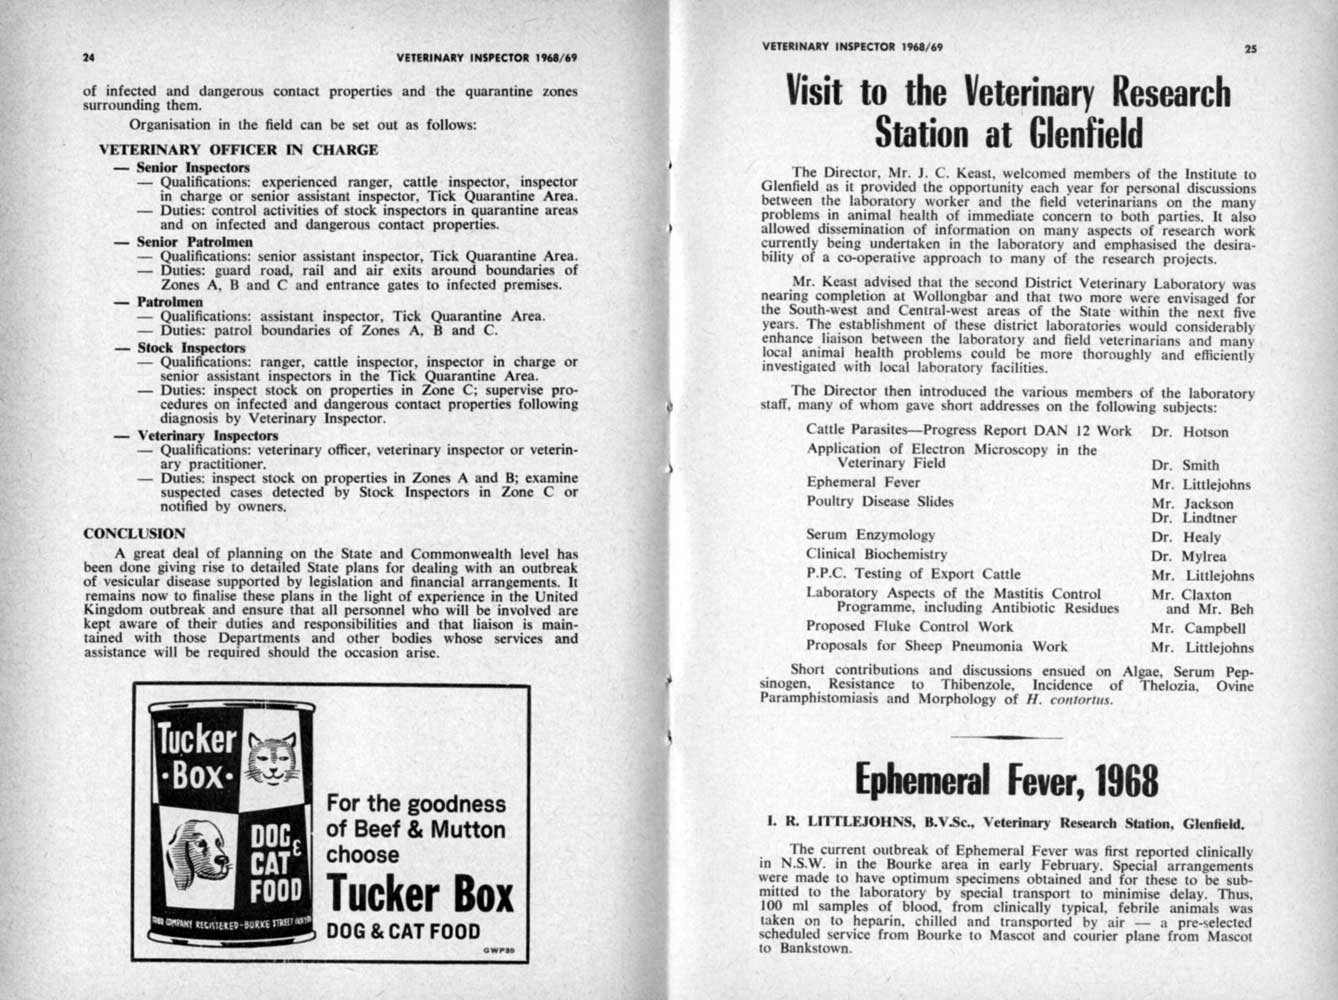 24
VETERINARY INSPECTOR 1968/69
of infected and dangerous contact properties and the quarantine zones
surrounding them.
Organisation in the field can be set out as follows:
VETERINARY OFFICER IN CHARGE
— Senior Inspectors
— Qualifications: experienced ranger, cattle inspector, inspector
in charge or senior assistant inspector, Tick Quarantine Area.
— Duties: control activities of stock inspectors in quarantine areas
and on infected and dangerous contact properties.
— Senior Patrolmen
— Qualifications: senior assistant inspector, Tick Quarantine Area.
— Duties: guard road, rail and air exits around boundaries of
Zones A, B and C and entrance gates to infected premises.
— Patrolmen
— Qualifications: assistant inspector, Tick Quarantine Area.
— Duties: patrol boundaries of Zones A, B and C.
— Stock Inspectors
— Qualifications: ranger, cattle inspector, inspector in charge or
senior assistant inspectors in the Tick Quarantine Area.
— Duties: inspect stock on properties in Zone C; supervise pro-
cedures on infected and dangerous contact properties following
diagnosis by Veterinary Inspector.
— Veterinary Inspectors
— Qualifications: veterinary officer, veterinary inspector or veterin-
ary practitioner.
— Duties: inspect stock on properties in Zones A and B; examine
suspected cases detected by Stock Inspectors in Zone C or
notified by owners.
CONCLUSION
A great deal of planning on the State and Commonwealth level has
been done giving rise to detailed State plans for dealing with an outbreak
of vesicular disease supported by legislation and financial arrangements. It
remains now to finalise these plans in the light of experience in the United
Kingdom outbreak and ensure that all personnel who will be involved are
kept aware of their duties and responsibilities and that liaison is main-
tained with those Departments and other bodies whose services and
assistance will be required should the occasion arise.
Tucker
·BOX·
DOG &
CAT
FOOD
COMPANY REGISTERED-BURKE STREET
For the goodness
of Beef & Mutton
choose
Tucker Box
DOG & CAT FOOD
GWP39
VETERINARY INSPECTOR 1968/69
25
Visit to the Veterinary Research
Station at Glenfield
The Director, Mr. J. C. Keast, welcomed members of the Institute to
Glenfield as it provided the opportunity each year for personal discussions
between the laboratory worker and the field veterinarians on the many
problems in animal health of immediate concern to both parties. It also
allowed dissemination of information on many aspects of research work
currently being undertaken in the laboratory and emphasised the desira-
bility of a co-operative approach to many of the research projects.
Mr. Keast advised that the second District Veterinary Laboratory was
nearing completion at Wollongbar and that two more were envisaged for
the South-west and Central-west areas of the State within the next five
years. The establishment of these district laboratories would considerably
enhance liaison between the laboratory and field veterinarians and many
local animal health problems could be more thoroughly and efficiently
investigated with local laboratory facilities.
The Director then introduced the various members of the laboratory
staff, many of whom gave short addresses on the following subjects:
Cattle Parasites—Progress Report DAN 12 Work Dr. Hotson
Application of Electron Microscopy in the
Veterinary Field Dr. Smith
Ephemeral Fever Mr. Littlejohns
Poultry Disease Slides Mr. Jackson
Dr. Lindtner
Serum Enzymology Dr. Healy
Clinical Biochemistry Dr. Mylrea
P.P.C. Testing of Export Cattle Mr. Littlejohns
Laboratory Aspects of the Mastitis Control Mr. Claxton
Programme, including Antibiotic Residues and Mr. Beh
Proposed Fluke Control Work Mr. Campbell
Proposals for Sheep Pneumonia Work Mr. Littlejohns
Short contributions and discussions ensued on Algae, Serum Pep-
sinogen, Resistance to Thibenzole, Incidence of Thelozia, Ovine
Paramphistomiasis and Morphology of H. contortus.
Ephemeral Fever, 1968
I. R. LITTLEJOHNS, B.V.Sc., Veterinary Research Station, Glenfield.
The current outbreak of Ephemeral Fever was first reported clinically
in N.S.W. in the Bourke area in early February. Special arrangements
were made to have optimum specimens obtained and for these to be sub-
mitted to the laboratory by special transport to minimise delay. Thus,
100 ml samples of blood, from clinically typical, febrile animals was
taken on to heparin, chilled and transported by air — a pre-selected
scheduled service from Bourke to Mascot and courier plane from Mascot
to Bankstown.